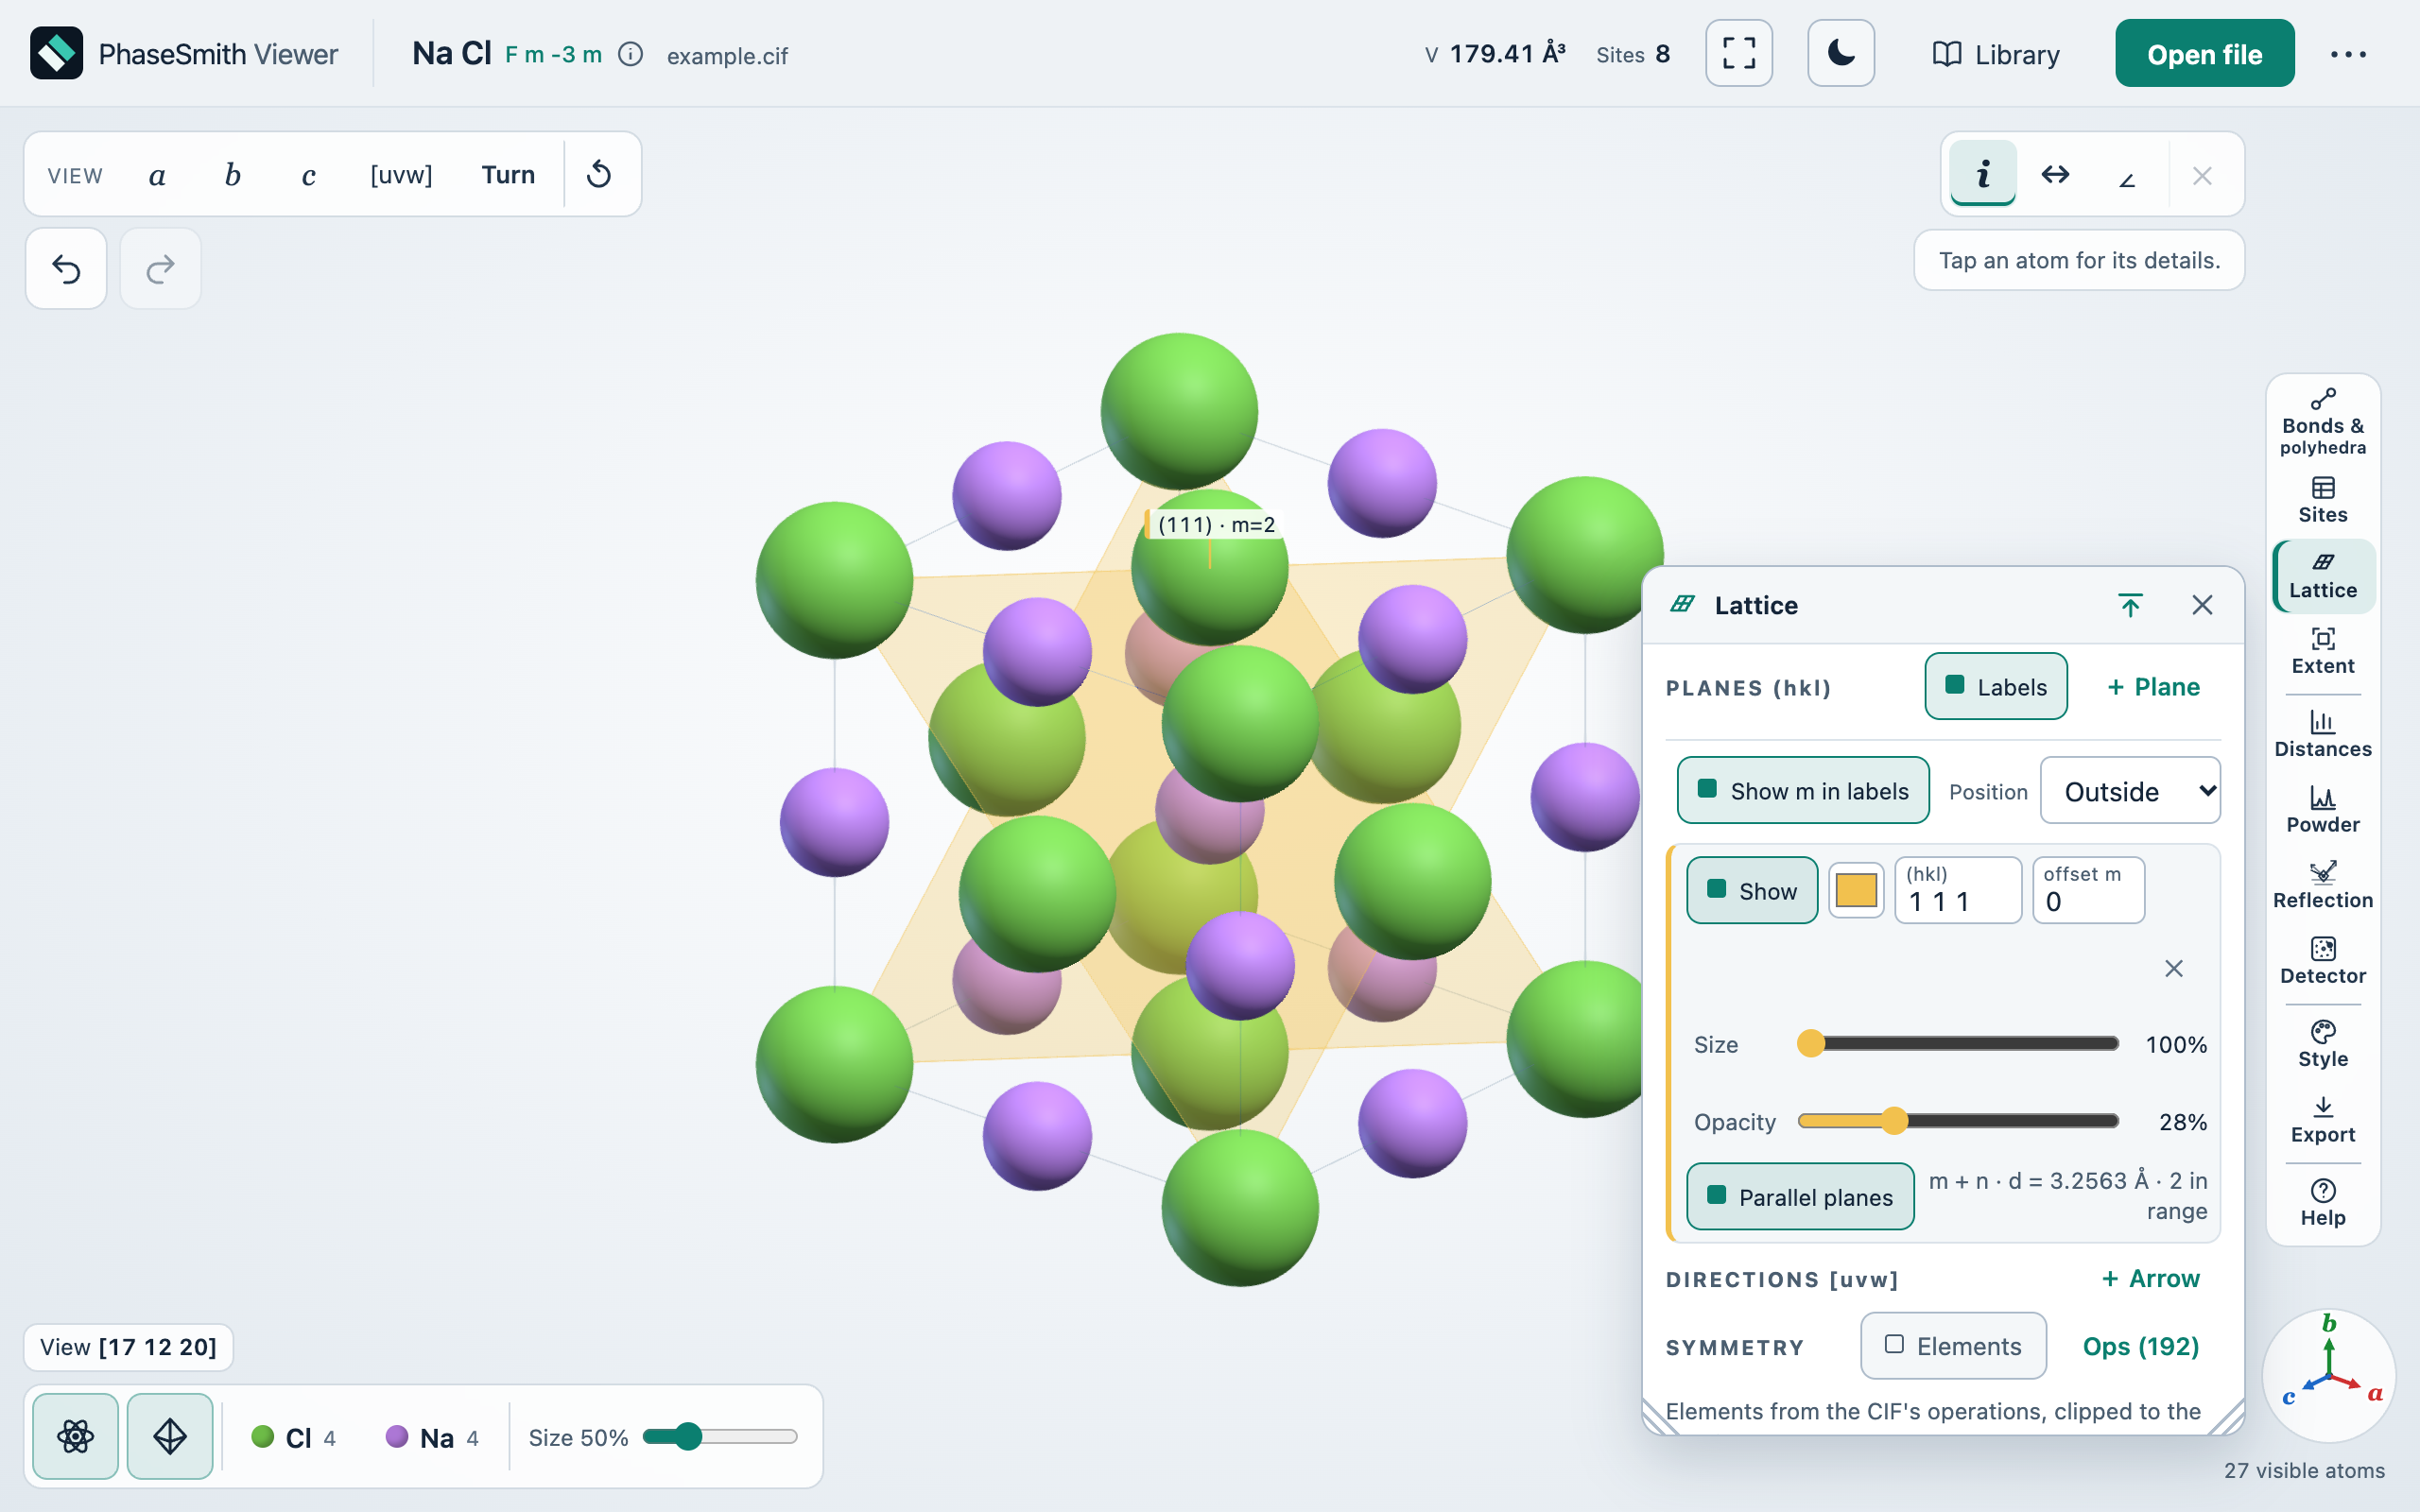 PhaseSmith Viewer
Na Cl F m -3 m example.cif
V 179.41 Å³ Sites 8
Library
Open file
VIEW a b c [uvw] Turn
Tap an atom for its details.
(111) · m=2
Bonds &
polyhedra
Sites
Lattice
Extent
Distances
Powder
Reflection
Detector
Style
Export
Help
Lattice
PLANES (hkl) Labels + Plane
Show m in labels Position Outside
Show (hkl) 1 1 1 offset m 0
Size 100%
Opacity 28%
Parallel planes m + n · d = 3.2563 Å · 2 in
range
DIRECTIONS [uvw] + Arrow
SYMMETRY Elements Ops (192)
Elements from the CIF's operations, clipped to the
View [17 12 20]
Cl 4 Na 4 Size 50%
b
c a
27 visible atoms